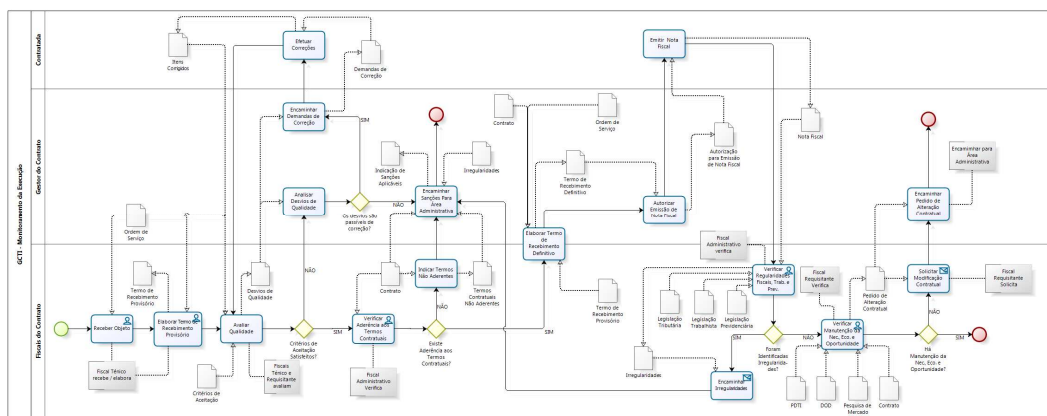 GCTI - Monitoramento da Execução
Contratada
Gestor do Contrato
Fiscais do Contrato
Itens
Corrigidos
Efetuar
Correções
Demandas de
Correção
Emitir Nota
Fiscal
Encaminhar
Demandas de
Correção
SIM
Contrato
Ordem de
Serviço
Autorização
para Emissão
de Nota Fiscal
Nota Fiscal
Encaminhar para
Área
Administrativa
Indicação de
Sanções
Aplicáveis
Irregularidades
Termo de
Recebimento
Definitivo
Analisar
Desvios de
Qualidade
Os desvios são
passíveis de
correção?
NÃO
Encaminhar
Sanções Para
Área
Administrativa
Autorizar
Emissão de
Nota Fiscal
Encaminhar
Pedido de
Alteração
Contratual
Ordem de
Serviço
Elaborar Termo
de
Recebimento
Definitivo
Fiscal
Administrativo
verifica
Termo de
Recebimento
Provisório
Desvios de
Qualidade
NÃO
Contrato
Indicar Termos
Não Aderentes
Termos
Contratuais
Não Aderentes
Termo de
Recebimento
Provisório
Verificar
Regularidades
Fiscais, Trab. e
Prev.
Legislação
Tributária
Legislação
Trabalhista
Legislação
Previdenciária
Fiscal
Requisitante
Verifica
Pedido de
Alteração
Contratual
Solicitar
Modificação
Contratual
Fiscal
Requisitante
Solicita
Receber Objeto
Elaborar Termo de
Recebimento
Provisório
Avaliar
Qualidade
Critérios de
Aceitação
Satisfeitos?
SIM
Verificar
Aderência aos
Termos
Contratuais
NÃO
Existe
Aderência aos
Termos
Contratuais?
SIM
Foram
Identificadas
Irregularida-
des?
NÃO
Verificar
Manutenção da
Nec, Eco. e
Oportunidade
NÃO
SIM
Há
Manutenção da
Nec, Eco. e
Oportunidade?
Fiscal Ténico
recebe / elabora
Critérios de
Aceitação
Fiscais
Ténico e
Requisitante
avaliam
Fiscal
Administrativo
Verifica
Irregularidades
SIM
Encaminhar
Irregularidades
PDTI
DOD
Pesquisa de
Mercado
Contrato